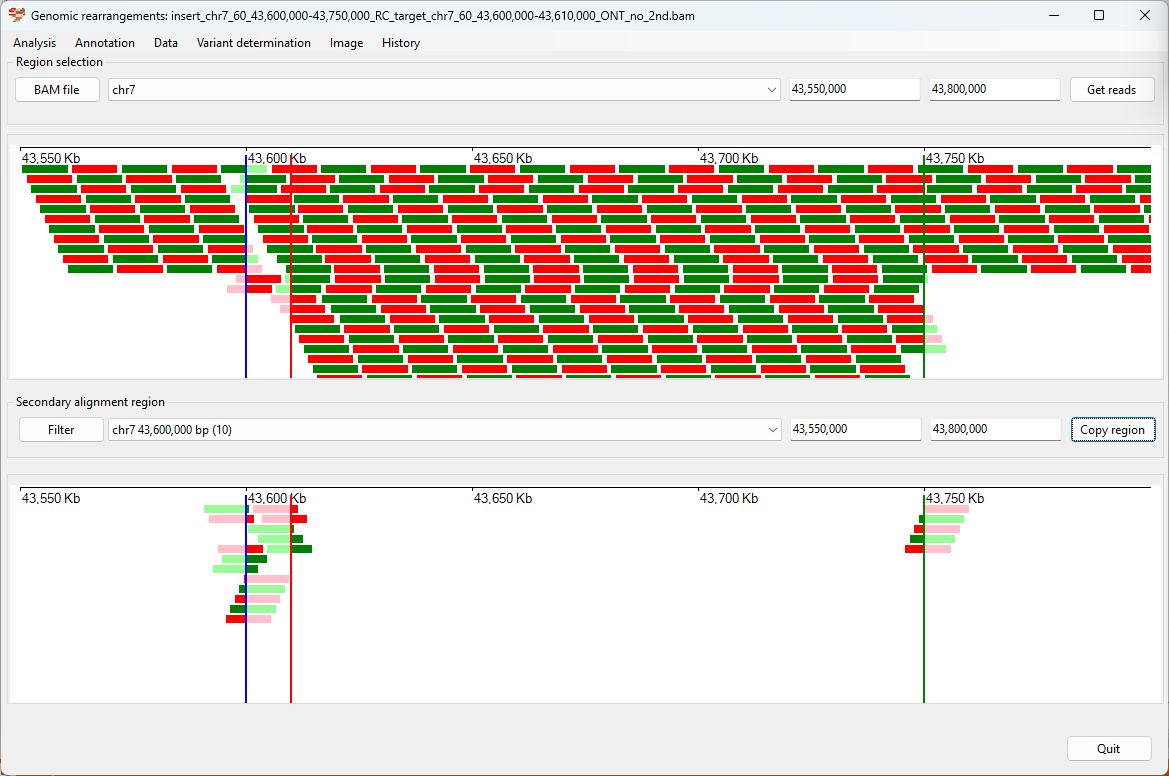 Genomic rearrangements: insert_chr7_60_43,600,000-43,750,000_RC_target_chr7_60_43,600,000-43,610,000_ONT_no_2nd.bam
Analysis Annotation Data Variant determination Image History
Region selection
BAM file chr7 43,550,000 43,800,000 Get reads
43,550 Kb 43,600 Kb 43,650 Kb 43,700 Kb 43,750 Kb
Secondary alignment region
Filter chr7 43,600,000 bp (10) 43,550,000 43,800,000 Copy region
43,550 Kb 43,600 Kb 43,650 Kb 43,700 Kb 43,750 Kb
Quit